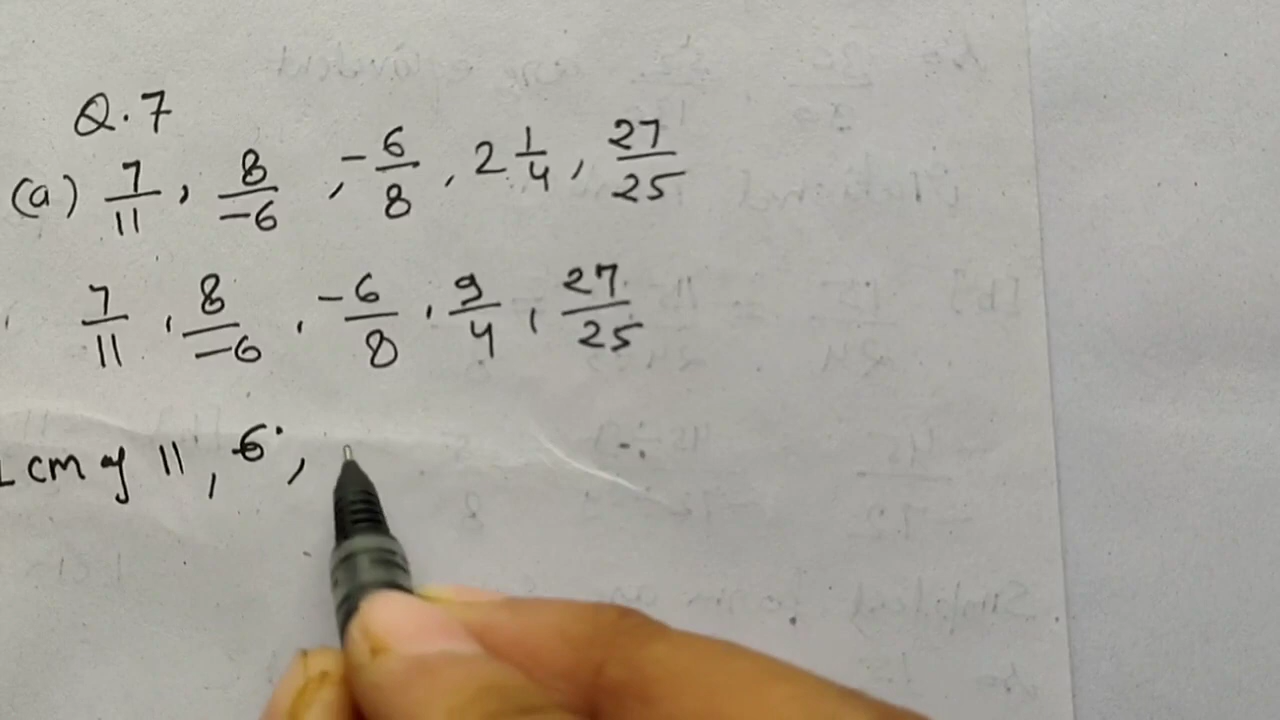 Q.7
(a) 7/11, 8/-6, -6/8, 2 1/4, 27/25
7/11, 8/-6, -6/8, 9/4, 27/25
Lcm of 11, 6,